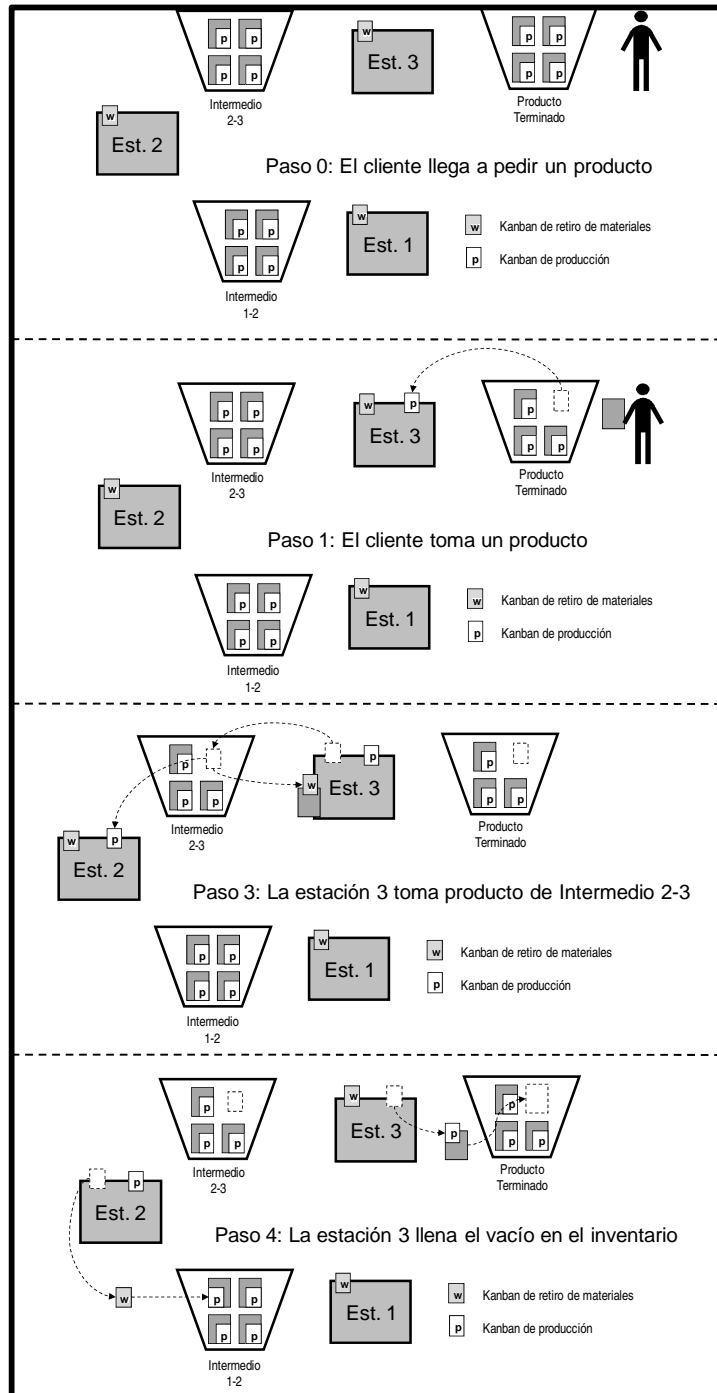 p p
p p
Intermedio
2-3
w
Est. 3
p p
p p
Producto
Terminado
w
Est. 2
Paso 0: El cliente llega a pedir un producto
p p
p p
Intermedio
1-2
w
Est. 1
w Kanban de retiro de materiales
p Kanban de producción
p p
p p
Intermedio
2-3
w p
Est. 3
p
p p
Producto
Terminado
w
Est. 2
Paso 1: El cliente toma un producto
p p
p p
Intermedio
1-2
w
Est. 1
w Kanban de retiro de materiales
p Kanban de producción
p
p p
Intermedio
2-3
p
w
Est. 3
p
p p
Producto
Terminado
w p
Est. 2
Paso 3: La estación 3 toma producto de Intermedio 2-3
p p
p p
Intermedio
1-2
w
Est. 1
w Kanban de retiro de materiales
p Kanban de producción
p
p p
Intermedio
2-3
w
Est. 3
p
p
p p
Producto
Terminado
p
Est. 2
Paso 4: La estación 3 llena el vacío en el inventario
w
p p
p p
Intermedio
1-2
w
Est. 1
w Kanban de retiro de materiales
p Kanban de producción